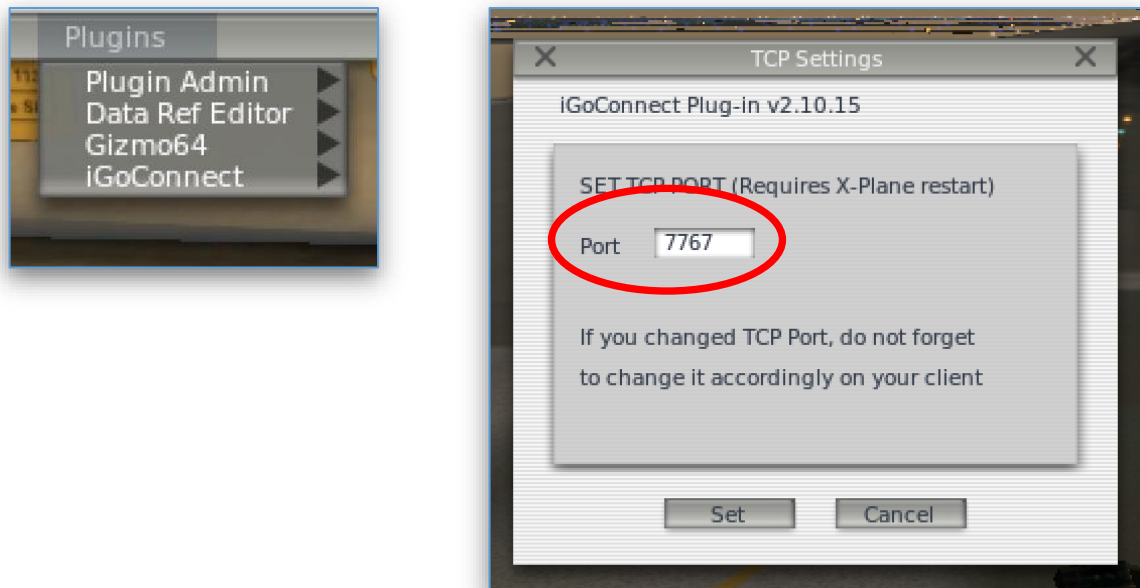 Plugins
Plugin Admin
Data Ref Editor
Gizmo64
iGoConnect
TCP Settings
iGoConnect Plug-in v2.10.15
SET TCP PORT (Requires X-Plane restart)
Port 7767
If you changed TCP Port, do not forget
to change it accordingly on your client
Set Cancel